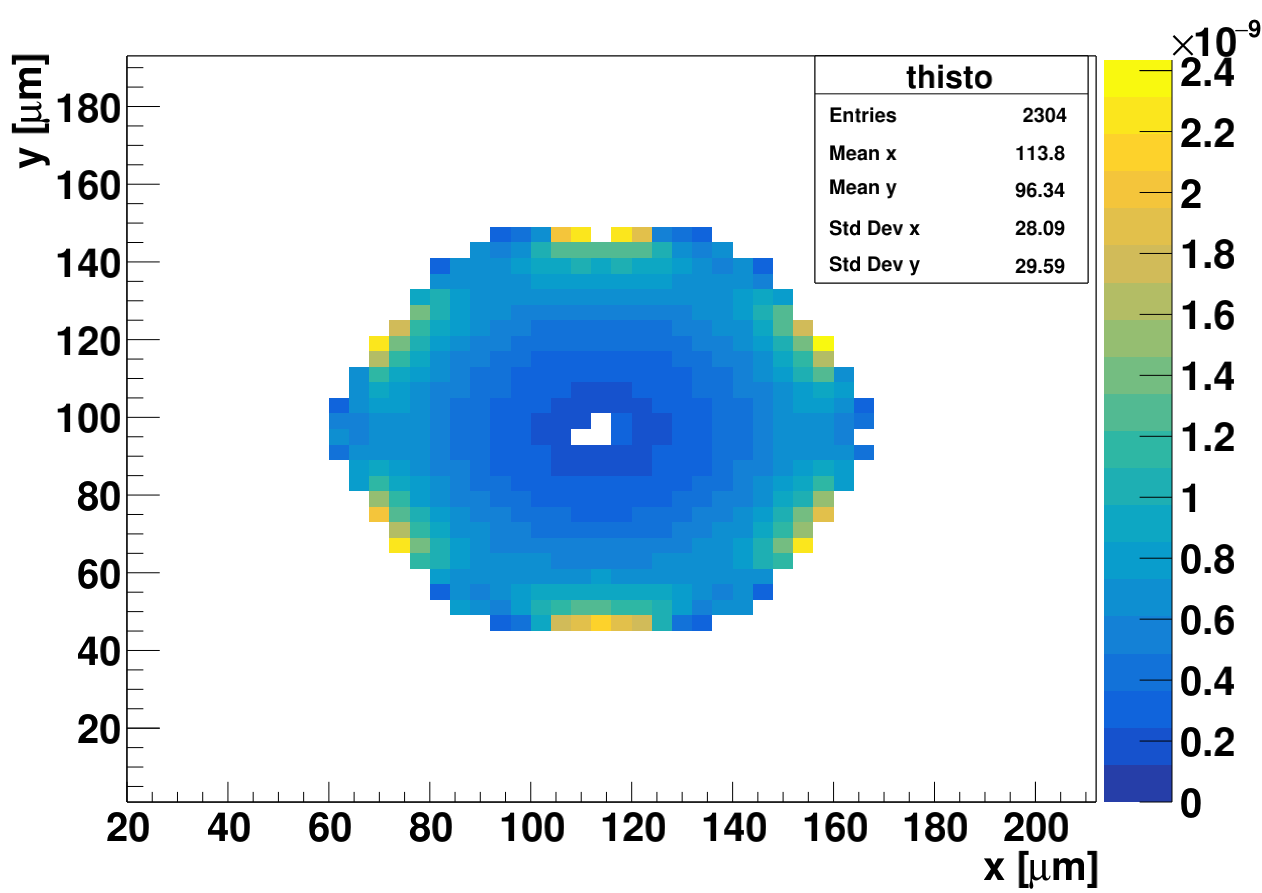 ×10⁻⁹
y [μm]
thisto
Entries 2304
Mean x 113.8
Mean y 96.34
Std Dev x 28.09
Std Dev y 29.59
180
160
140
120
100
80
60
40
20
2.4
2.2
2
1.8
1.6
1.4
1.2
1
0.8
0.6
0.4
0.2
0
20 40 60 80 100 120 140 160 180 200
x [μm]